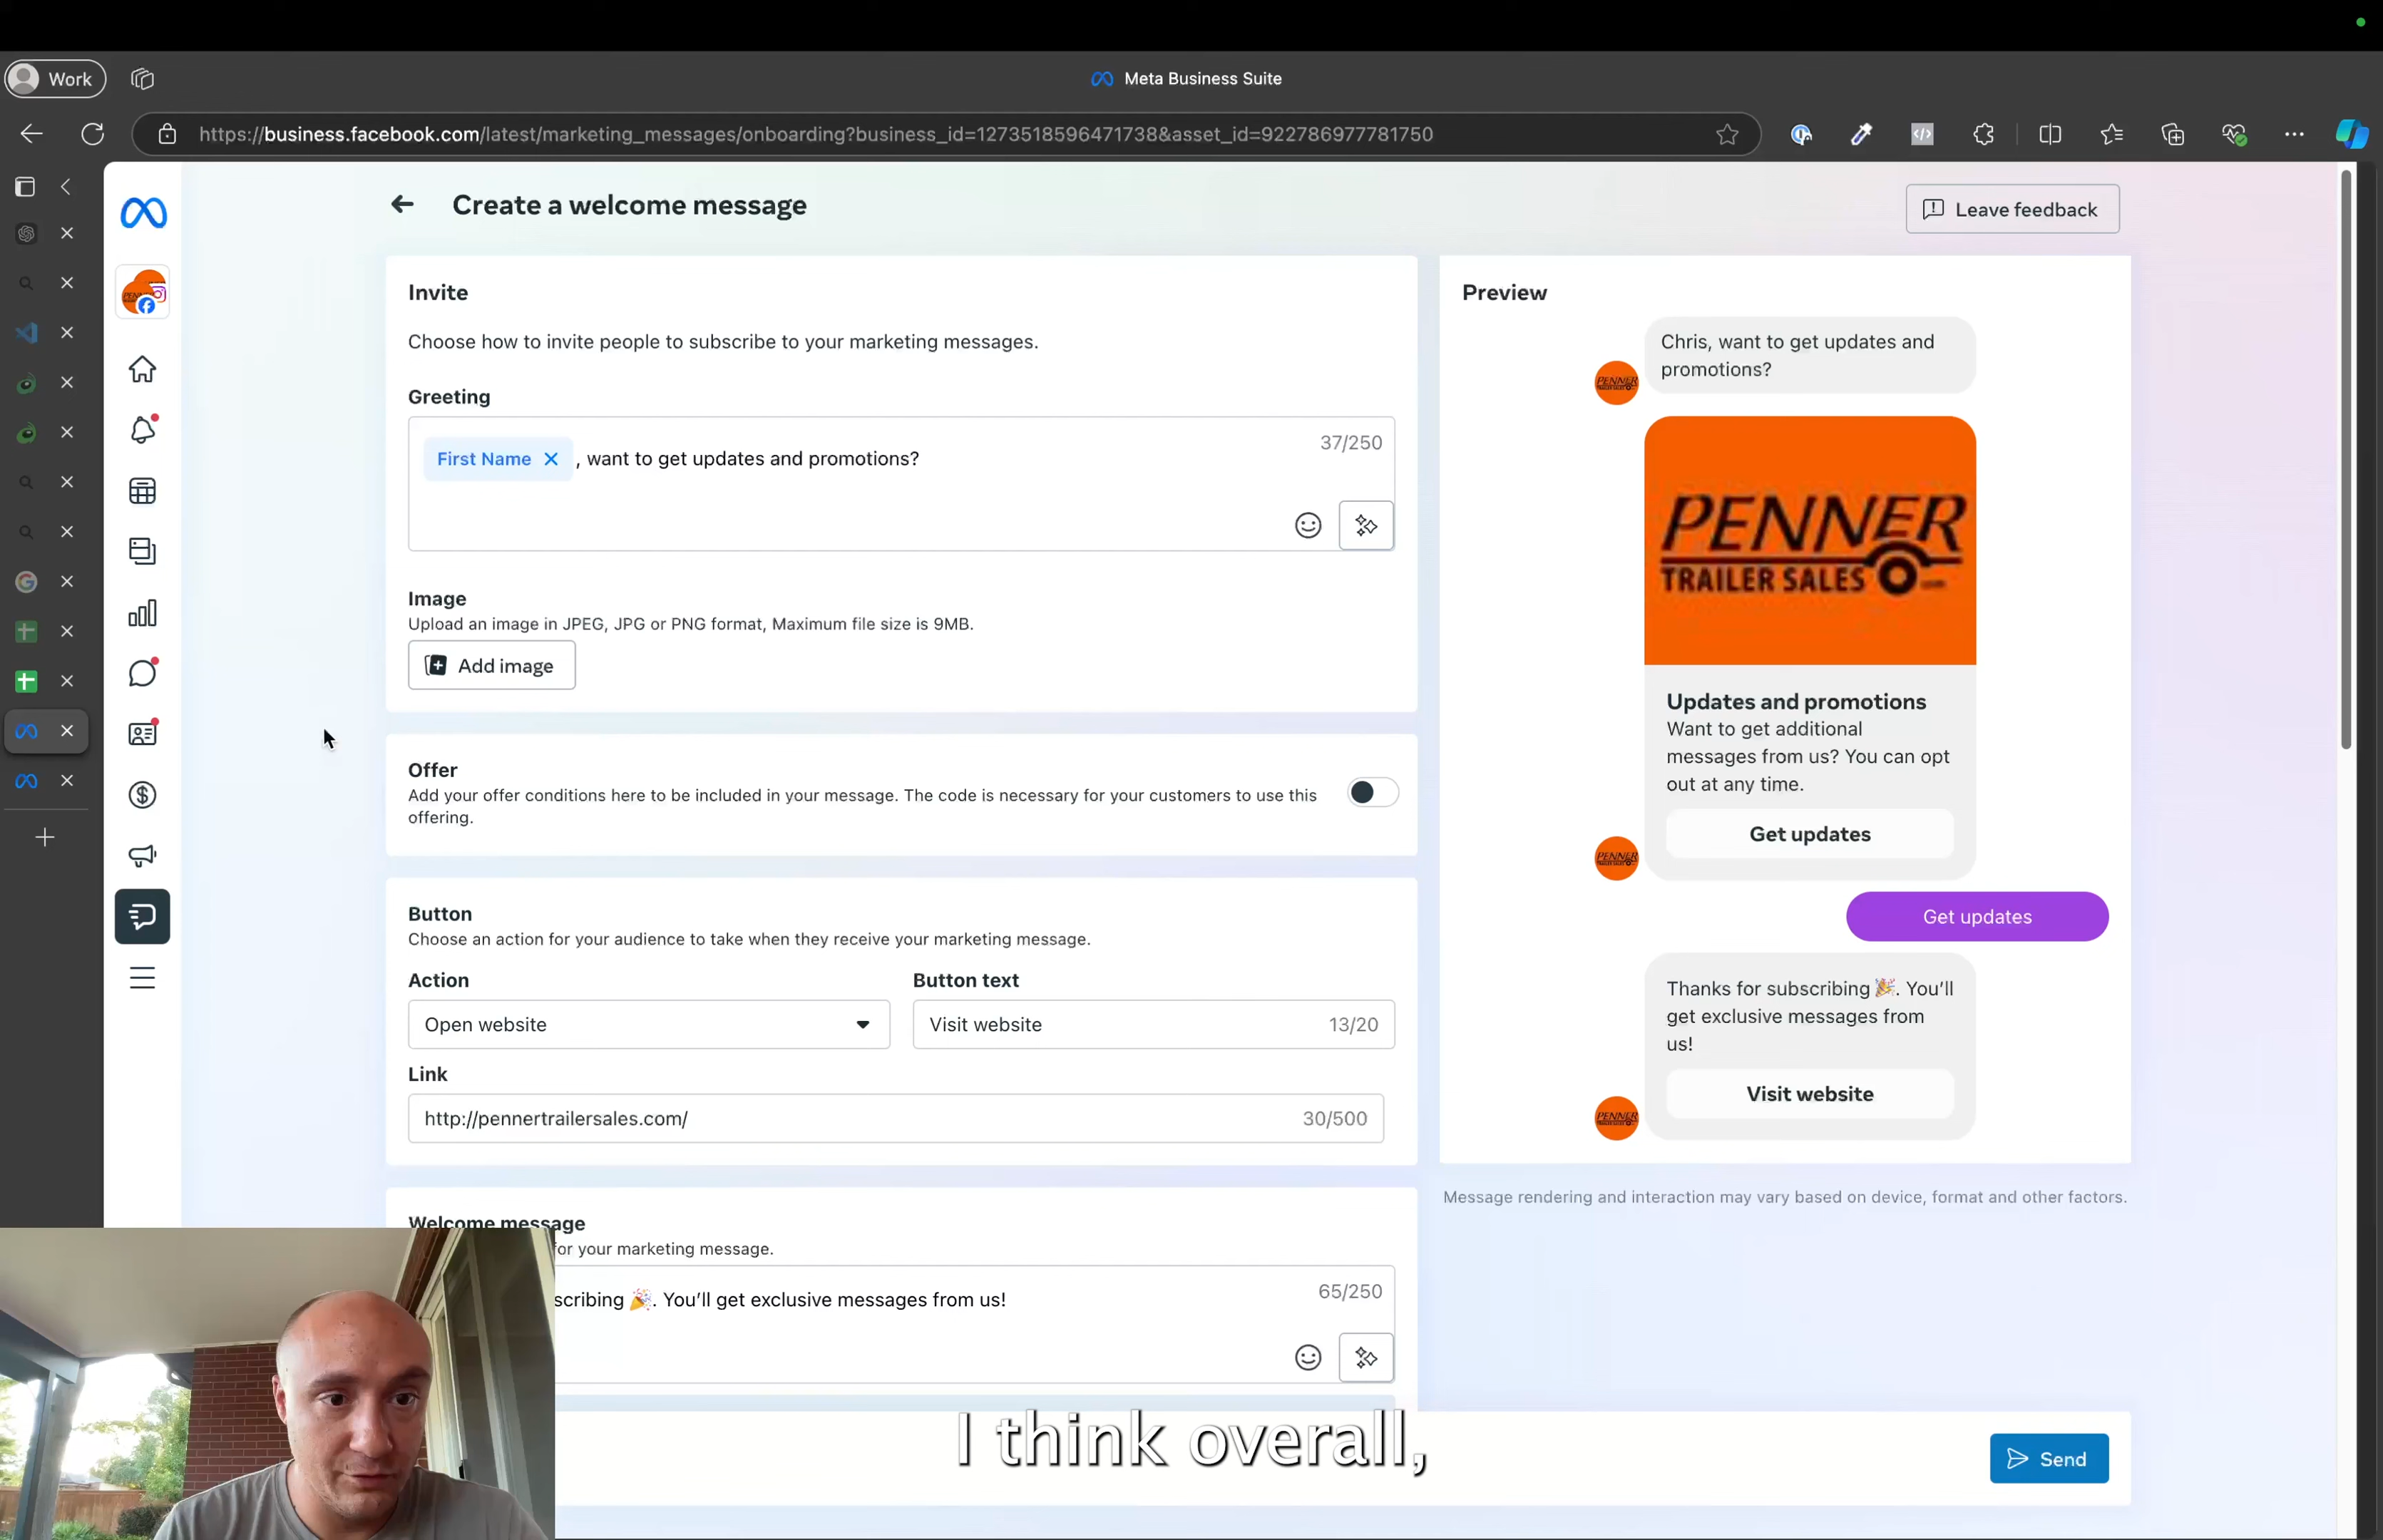 Work
Meta Business Suite
https://business.facebook.com/latest/marketing_messages/onboarding?business_id=1273518596471738&asset_id=922786977781750
Create a welcome message
Leave feedback
Invite
Choose how to invite people to subscribe to your marketing messages.
Greeting
First Name , want to get updates and promotions?
37/250
Image
Upload an image in JPEG, JPG or PNG format, Maximum file size is 9MB.
Add image
Offer
Add your offer conditions here to be included in your message. The code is necessary for your customers to use this
offering.
Button
Choose an action for your audience to take when they receive your marketing message.
Action
Button text
Open website
Visit website
13/20
Link
http://pennertrailersales.com/
30/500
Welcome message
for your marketing message.
scribing 🎉. You'll get exclusive messages from us!
65/250
Preview
Chris, want to get updates and
promotions?
PENNER
PENNER
TRAILER SALES
Updates and promotions
Want to get additional
messages from us? You can opt
out at any time.
Get updates
PENNER
Get updates
Thanks for subscribing 🎉. You'll
get exclusive messages from
us!
Visit website
PENNER
Message rendering and interaction may vary based on device, format and other factors.
I think overall,
Send